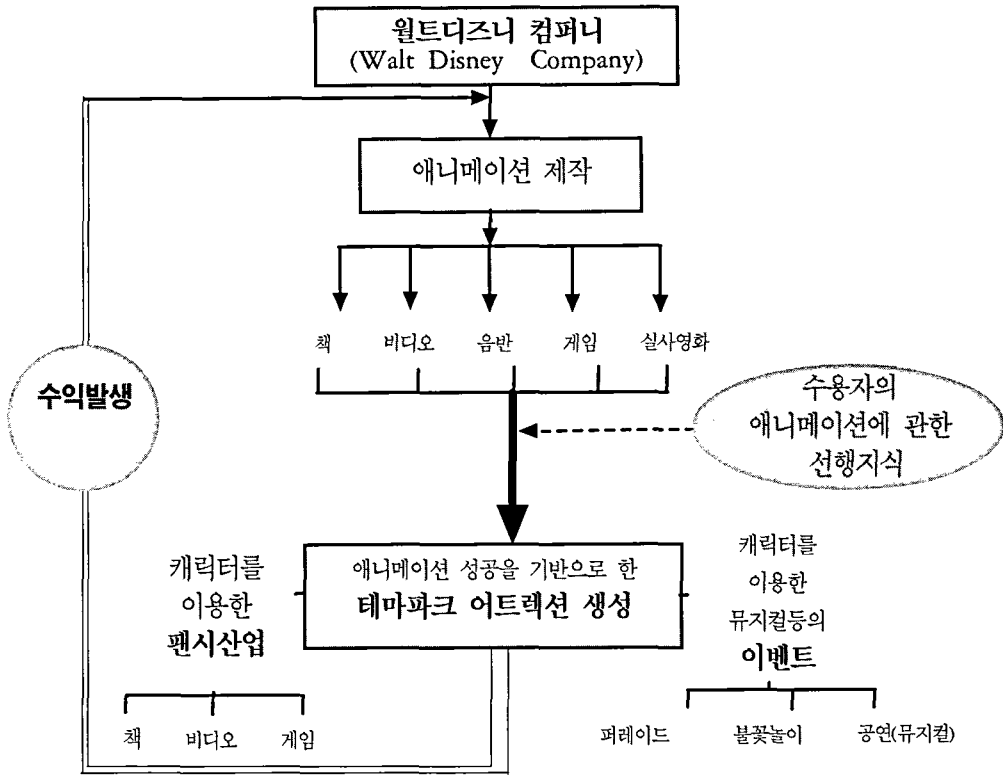 월트디즈니 컴퍼니
(Walt Disney Company)
애니메이션 제작
책 비디오 음반 게임 실사영화
수익발생
수용자의
애니메이션에 관한
선행지식
캐릭터를
이용한
팬시산업
애니메이션 성공을 기반으로 한
테마파크 어트렉션 생성
캐릭터를
이용한
뮤지컬등의
이벤트
책 비디오 게임
퍼레이드 불꽃놀이 공연(뮤지컬)